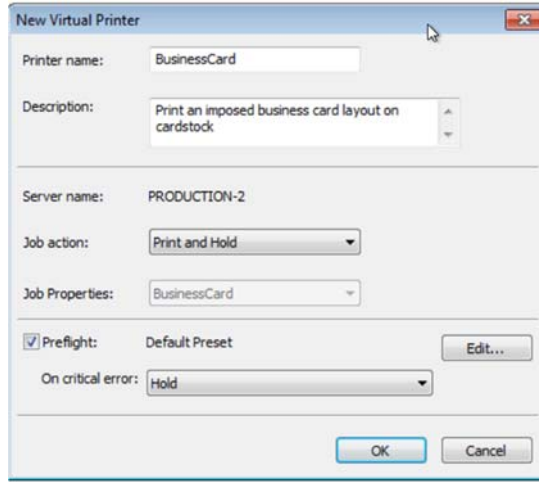 New Virtual Printer
Printer name: BusinessCard
Description: Print an imposed business card layout on
cardstock
Server name: PRODUCTION-2
Job action: Print and Hold
Job Properties: BusinessCard
Preflight: Default Preset Edit...
On critical error: Hold
OK Cancel